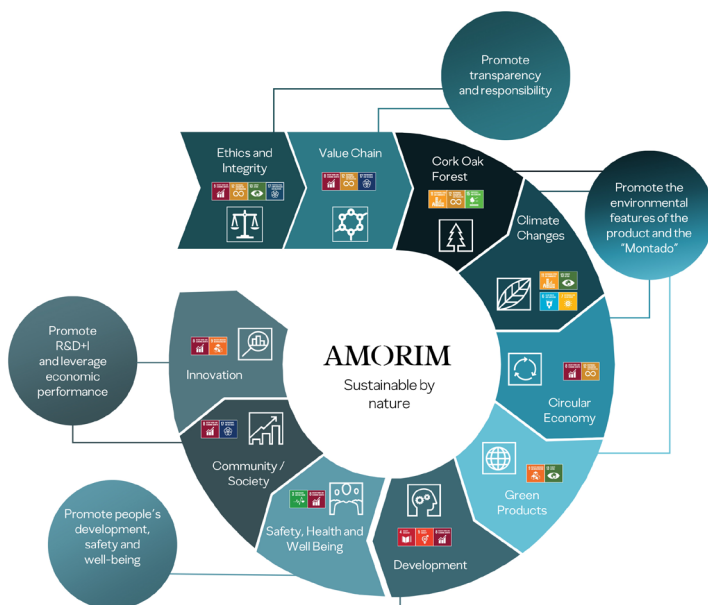 Promote
transparency
and responsibility
Ethics and
Integrity
Value Chain
Cork Oak
Forest
Promote the
environmental
features of the
product and the
"Montado"
Climate
Changes
Promote
R&D+I
and leverage
economic
performance
Innovation
AMORIM
Sustainable by
nature
Circular
Economy
Community /
Society
Green
Products
Safety, Health and
Well Being
Development
Promote people´s
development,
safety and
well-being